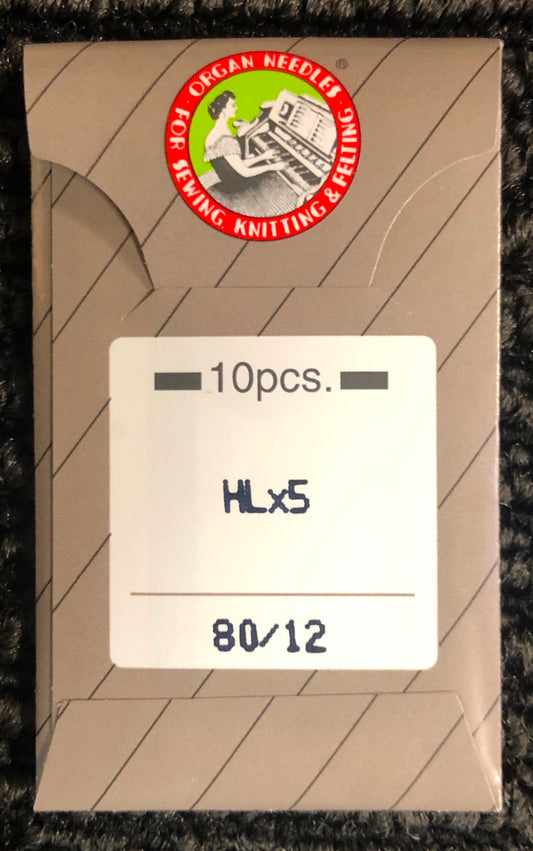 · ORGAN NEEDLES · ®
FOR SEWING, KNITTING & FELTING
10pcs.
HLx5
80/12